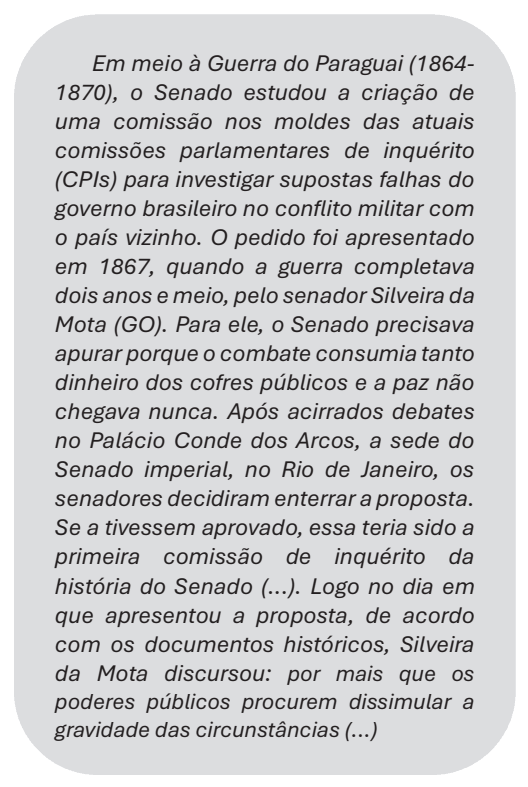 Em meio à Guerra do Paraguai (1864-
1870), o Senado estudou a criação de
uma comissão nos moldes das atuais
comissões parlamentares de inquérito
(CPIs) para investigar supostas falhas do
governo brasileiro no conflito militar com
o país vizinho. O pedido foi apresentado
em 1867, quando a guerra completava
dois anos e meio, pelo senador Silveira da
Mota (GO). Para ele, o Senado precisava
apurar porque o combate consumia tanto
dinheiro dos cofres públicos e a paz não
chegava nunca. Após acirrados debates
no Palácio Conde dos Arcos, a sede do
Senado imperial, no Rio de Janeiro, os
senadores decidiram enterrar a proposta.
Se a tivessem aprovado, essa teria sido a
primeira comissão de inquérito da
história do Senado (...). Logo no dia em
que apresentou a proposta, de acordo
com os documentos históricos, Silveira
da Mota discursou: por mais que os
poderes públicos procurem dissimular a
gravidade das circunstâncias (...)